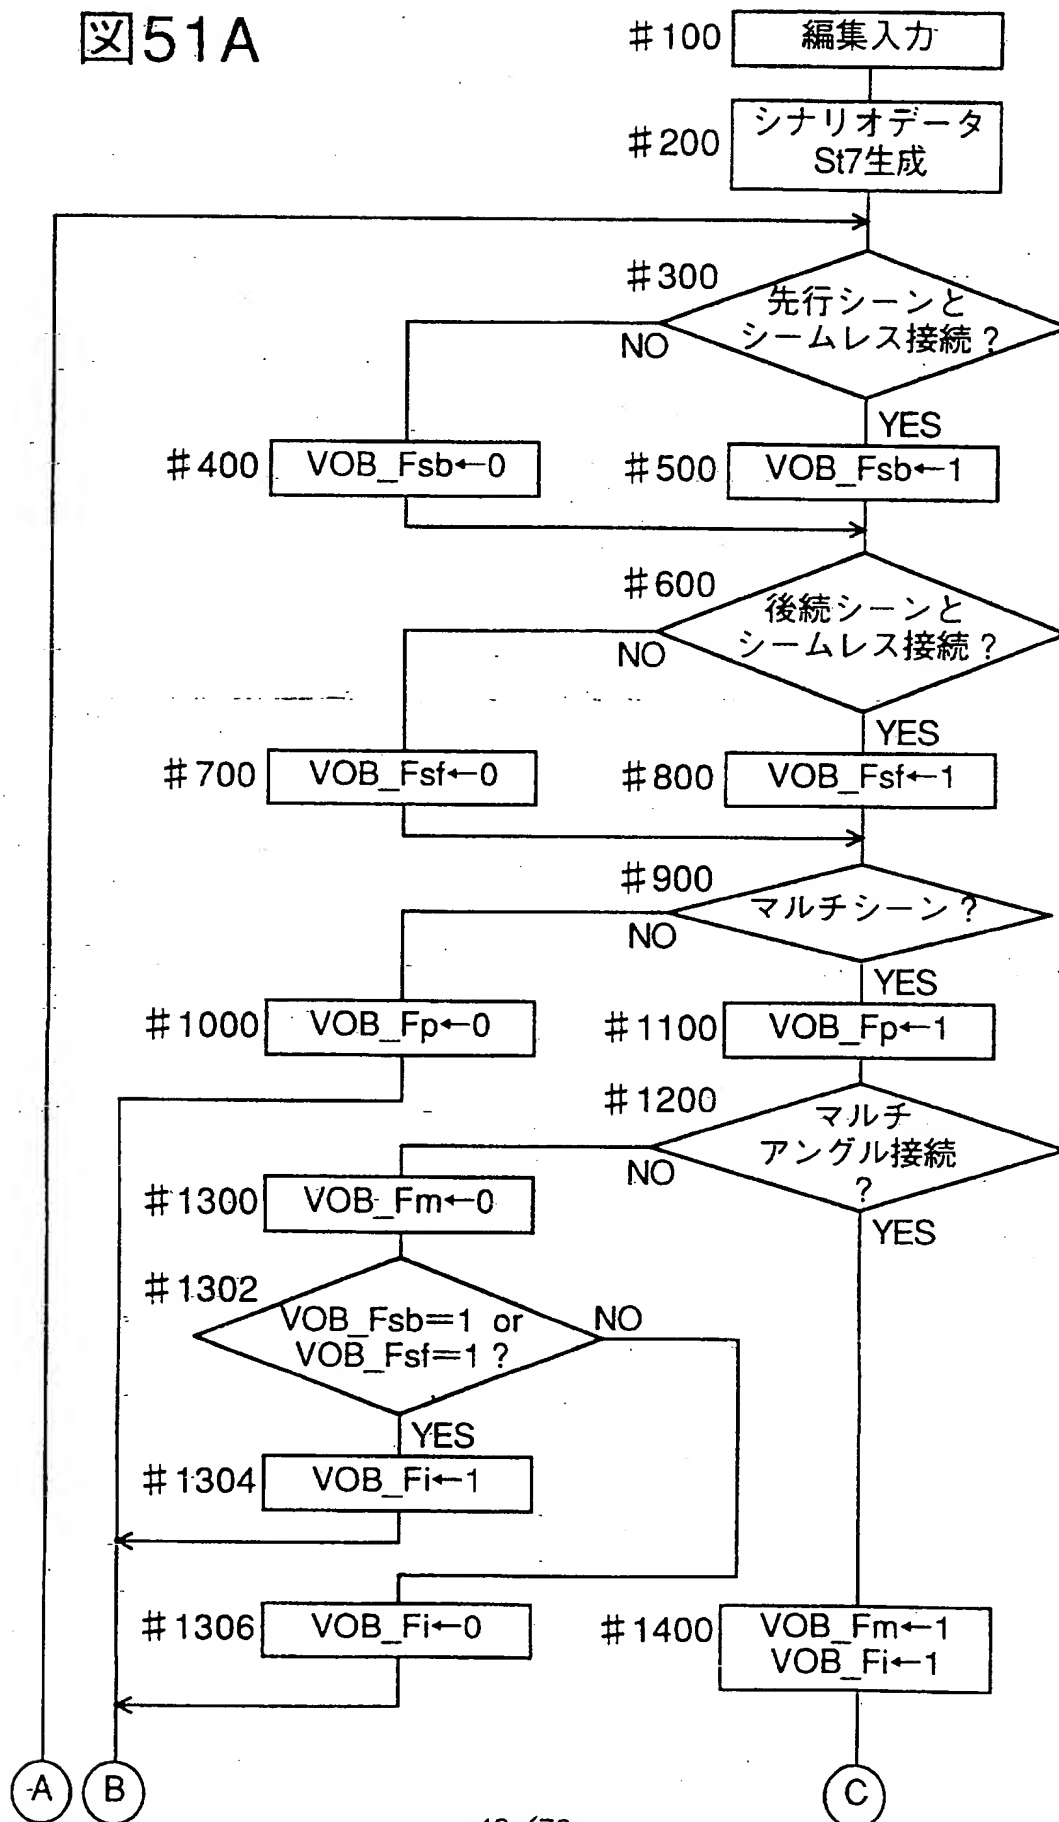 図51A
#100 編集入力
#200 シナリオデータ
St7生成
#300 先行シーンと
シームレス接続?
NO
YES
#400 VOB_Fsb←0
#500 VOB_Fsb←1
#600 後続シーンと
シームレス接続?
NO
YES
#700 VOB_Fsf←0
#800 VOB_Fsf←1
#900 マルチシーン?
NO
YES
#1000 VOB_Fp←0
#1100 VOB_Fp←1
#1200 マルチ
アングル接続
?
NO
YES
#1300 VOB_Fm←0
#1302 VOB_Fsb=1 or
VOB_Fsf=1?
NO
YES
#1304 VOB_Fi←1
#1306 VOB_Fi←0
#1400 VOB_Fm←1
VOB_Fi←1
A
B
C